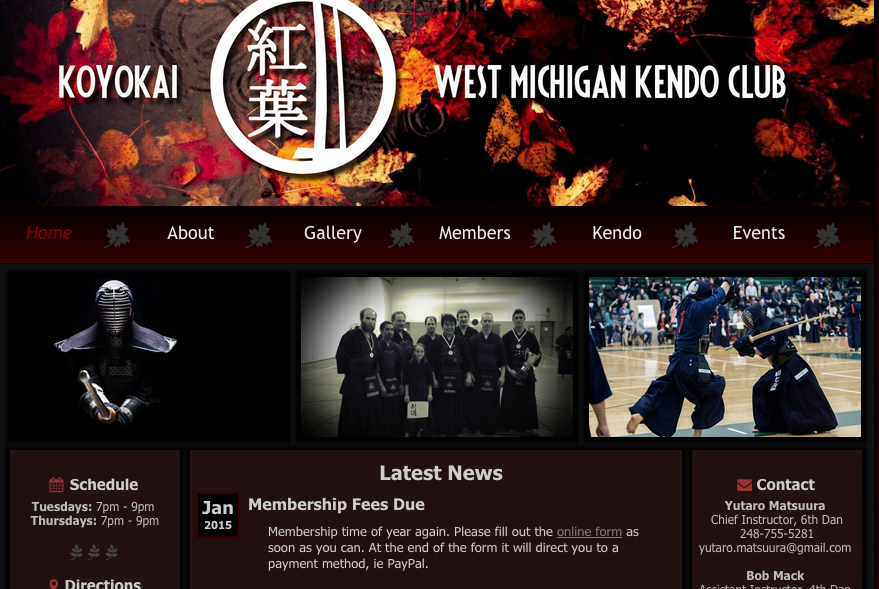 KOYOKAI
紅葉
WEST MICHIGAN KENDO CLUB
Home
About
Gallery
Members
Kendo
Events
Schedule
Tuesdays: 7pm - 9pm
Thursdays: 7pm - 9pm
Directions
Latest News
Jan
2015
Membership Fees Due
Membership time of year again. Please fill out the online form as
soon as you can. At the end of the form it will direct you to a
payment method, ie PayPal.
Contact
Yutaro Matsuura
Chief Instructor, 6th Dan
248-755-5281
yutaro.matsuura@gmail.com
Bob Mack
Assistant Instructor, 4th Dan